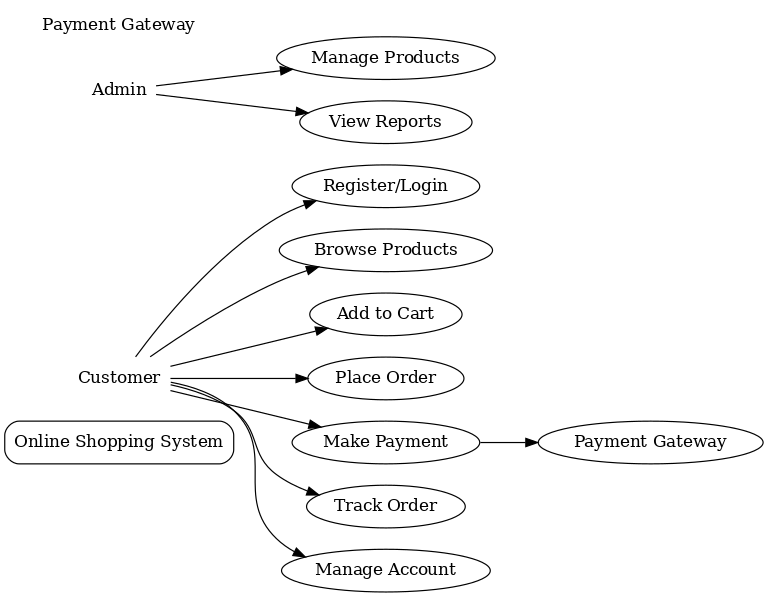 Payment Gateway
Manage Products
Admin
View Reports
Register/Login
Browse Products
Add to Cart
Customer
Place Order
Online Shopping System
Make Payment
Payment Gateway
Track Order
Manage Account